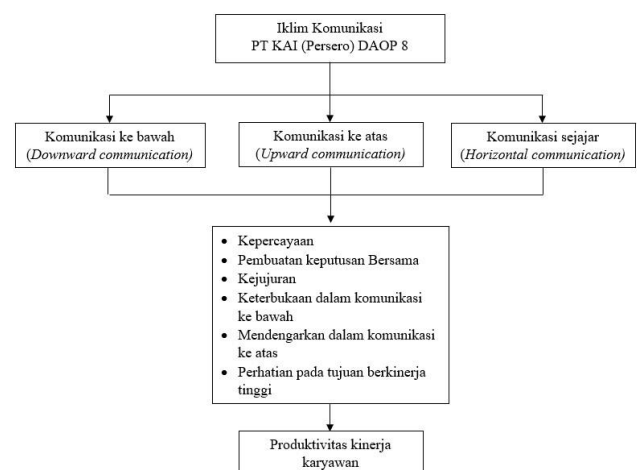 Iklim Komunikasi
PT KAI (Persero) DAOP 8
Komunikasi ke bawah
(Downward communication)
Komunikasi ke atas
(Upward communication)
Komunikasi sejajar
(Horizontal communication)
• Kepercayaan
• Pembuatan keputusan Bersama
• Kejujuran
• Keterbukaan dalam komunikasi
ke bawah
• Mendengarkan dalam komunikasi
ke atas
• Perhatian pada tujuan berkinerja
tinggi
Produktivitas kinerja
karyawan